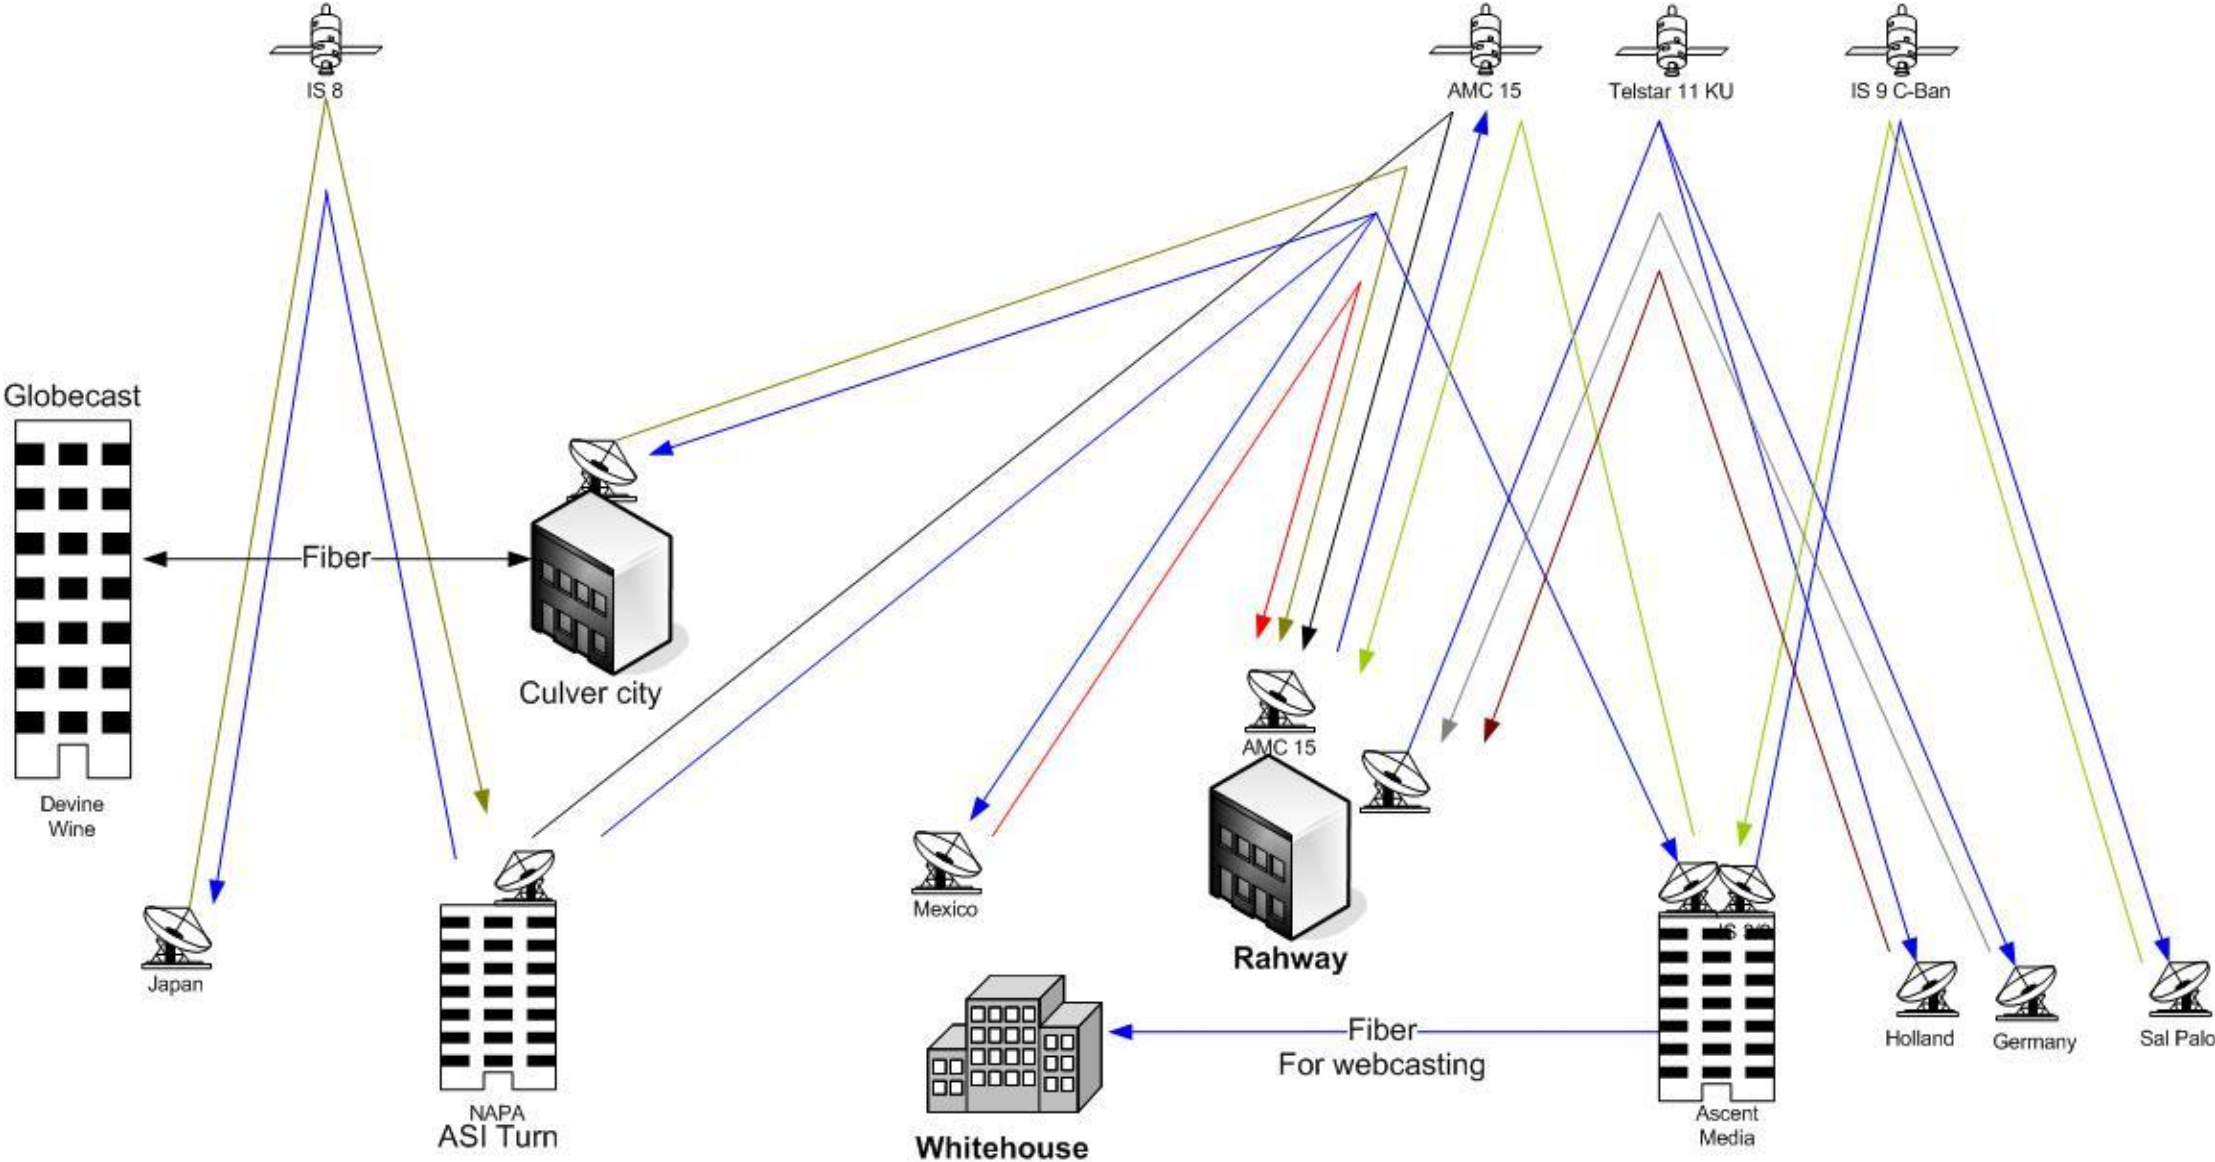 IS 8
AMC 15
Telstar 11 KU
IS 9 C-Ban
Globecast
Fiber
Culver city
AMC 15
Devine
Wine
Mexico
Rahway
Japan
Fiber
For webcasting
Holland
Germany
Sal Palo
NAPA
ASI Turn
Whitehouse
Ascent
Media